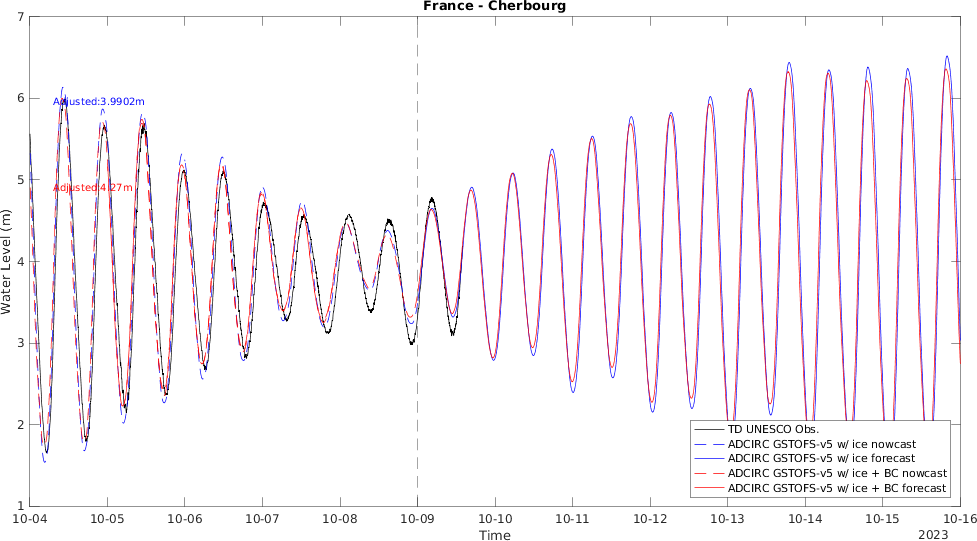 France - Cherbourg
7
6
5
4
3
2
1
Water Level (m)
Adjusted:3.9902m
Adjusted:4.27m
TD UNESCO Obs.
ADCIRC GSTOFS-v5 w/ ice nowcast
ADCIRC GSTOFS-v5 w/ ice forecast
ADCIRC GSTOFS-v5 w/ ice + BC nowcast
ADCIRC GSTOFS-v5 w/ ice + BC forecast
10-04 10-05 10-06 10-07 10-08 10-09 10-10 10-11 10-12 10-13 10-14 10-15 10-16
Time
2023